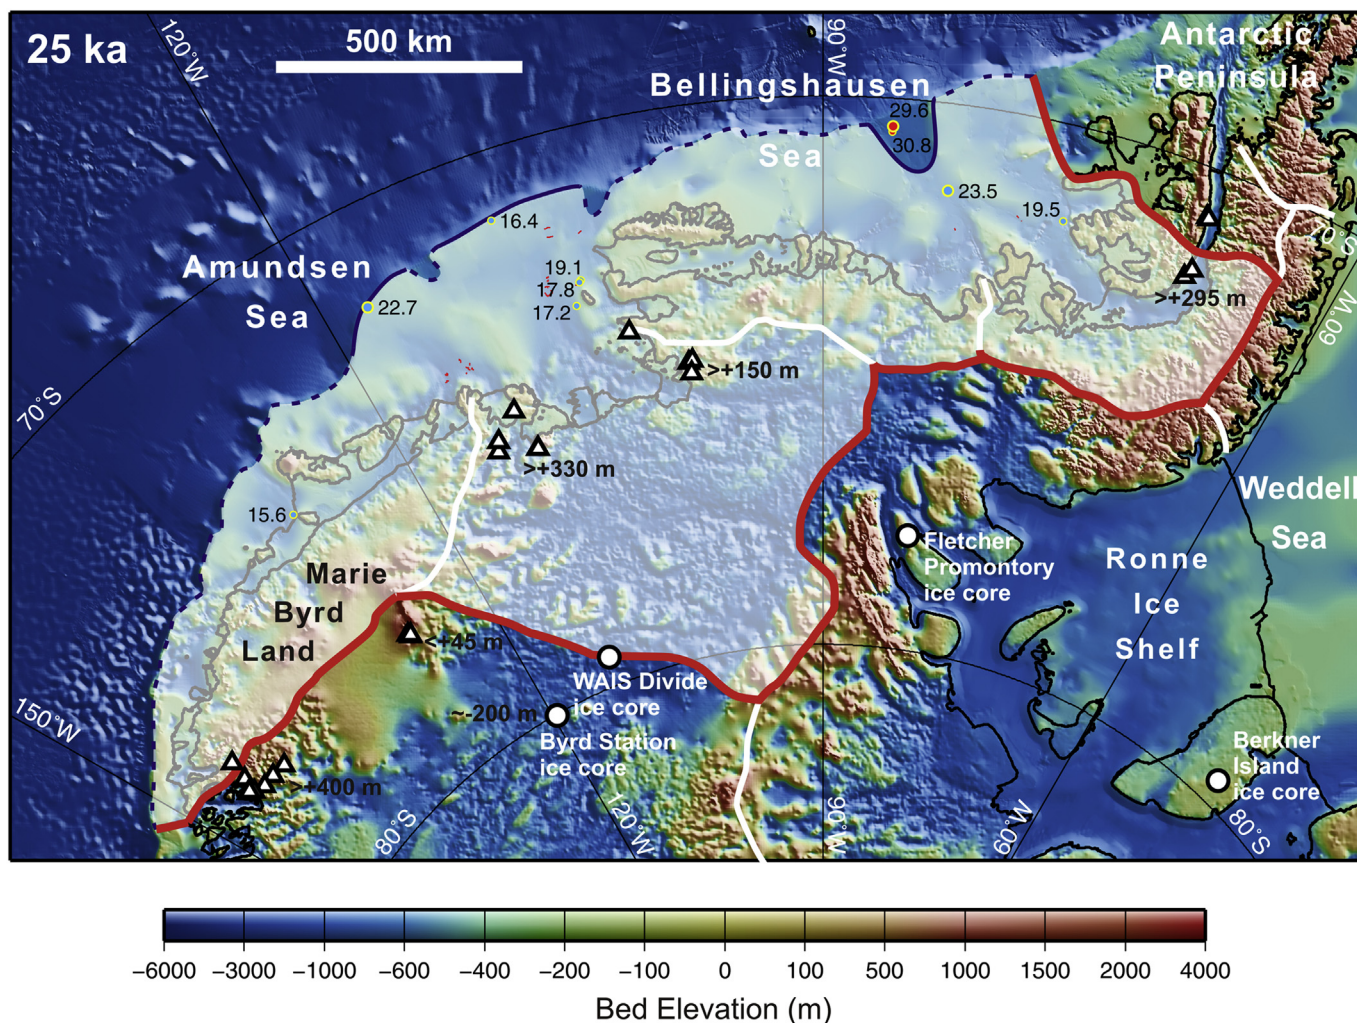 25 ka
500 km
120°W
90°W
Antarctic
Peninsula
Bellingshausen
Sea
29.6
30.8
23.5
19.5
16.4
Amundsen
Sea
22.7
19.1
17.8
17.2
70°S
>+295 m
60°W
70°S
>+150 m
>+330 m
15.6
Weddell
Sea
Fletcher
Promontory
ice core
Ronne
Ice
Shelf
Marie
Byrd
Land
<+45 m
WAIS Divide
ice core
~-200 m
Byrd Station
ice core
150°W
>+400 m
Berkner
Island
ice core
80°S
120°W
90°W
60°W
80°S
−6000 −3000 −1000 −600 −400 −200 −100 0 100 500 1000 1500 2000 4000
Bed Elevation (m)